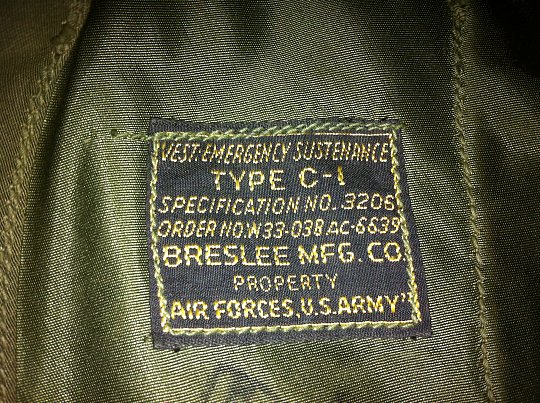 VEST-EMERGENCY SUSTENANCE
TYPE C-1
SPECIFICATION NO. 3206
ORDER NO.W33-038 AC-6639
BRESLEE MFG. CO.
PROPERTY
AIR FORCES, U.S. ARMY"